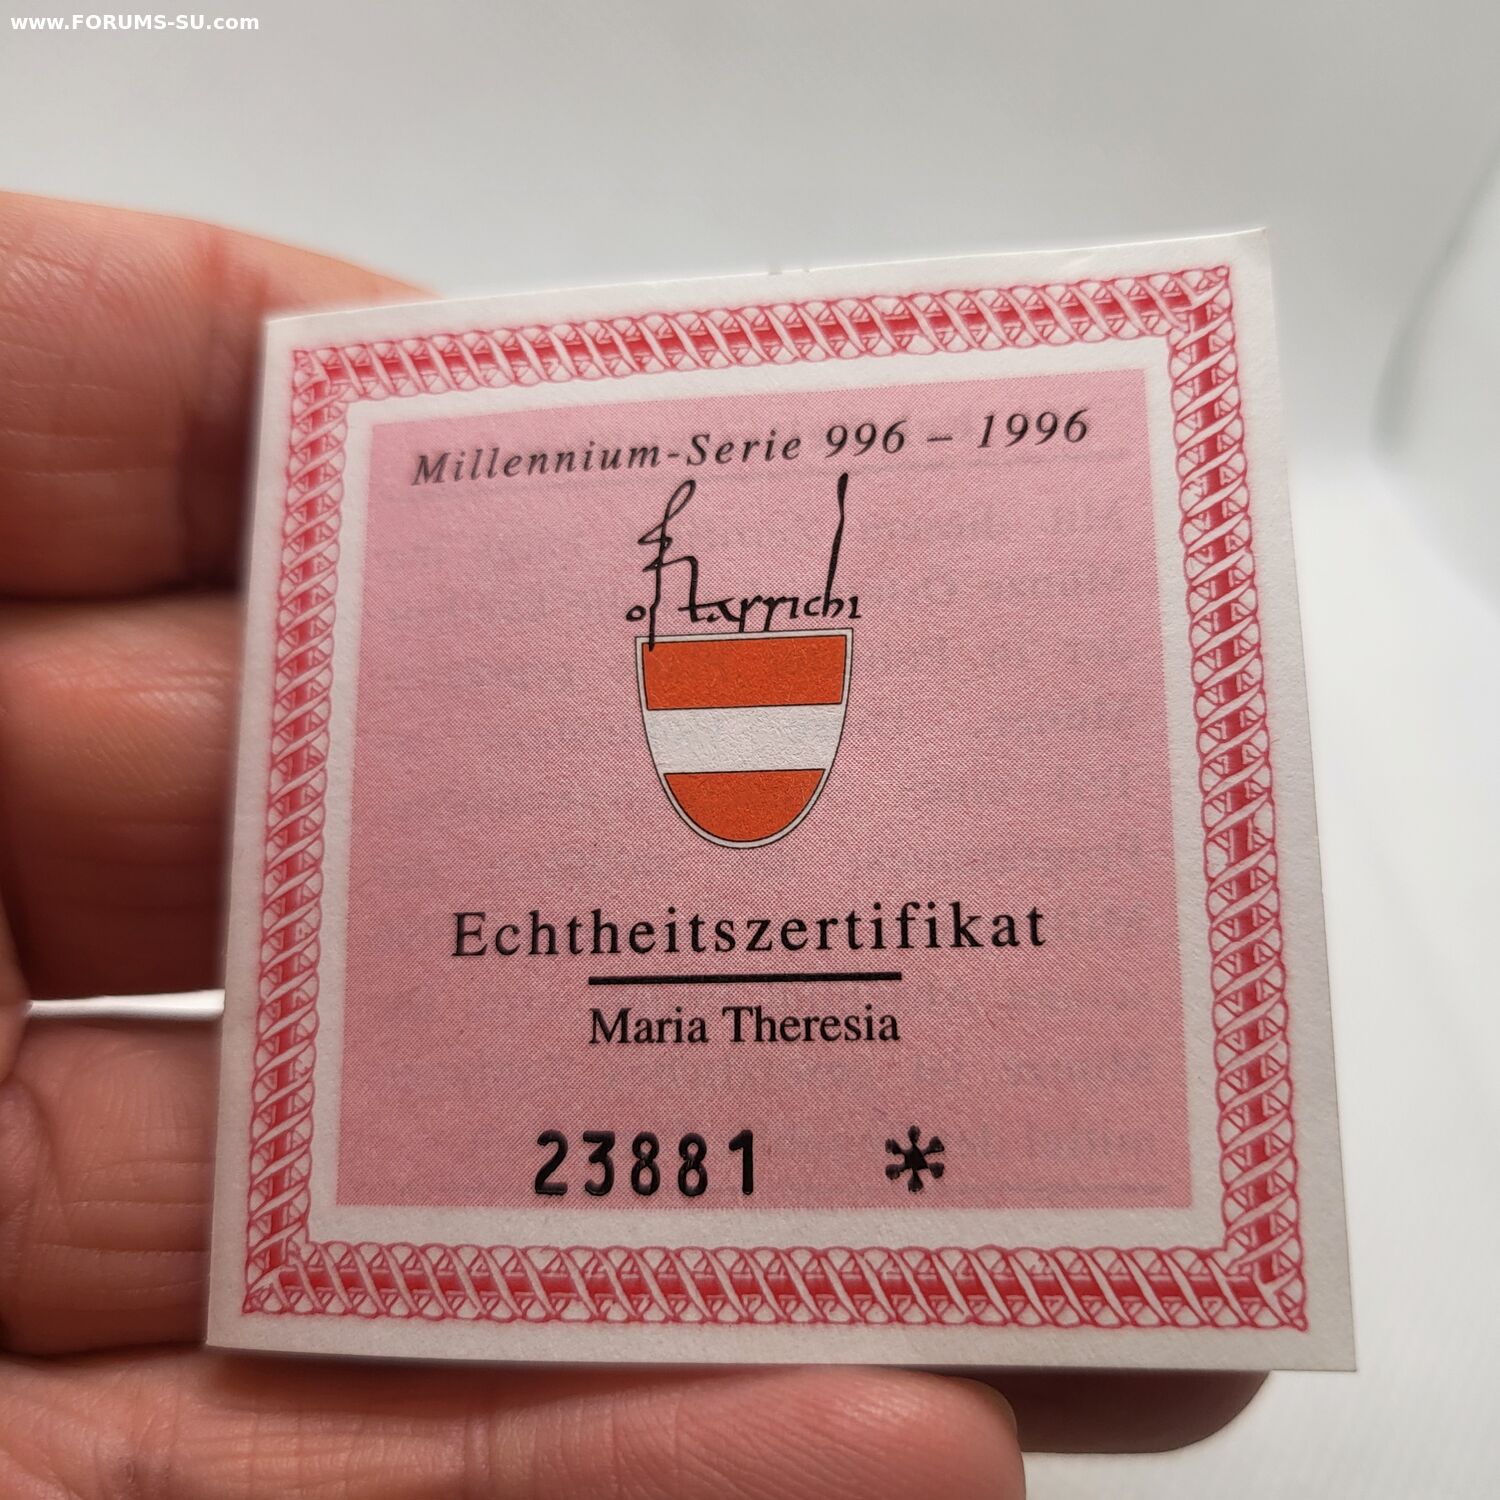 www.FORUMS-SU.com
Millennium-Serie 996 – 1996
ostarrichi
Echtheitszertifikat
Maria Theresia
23881 *